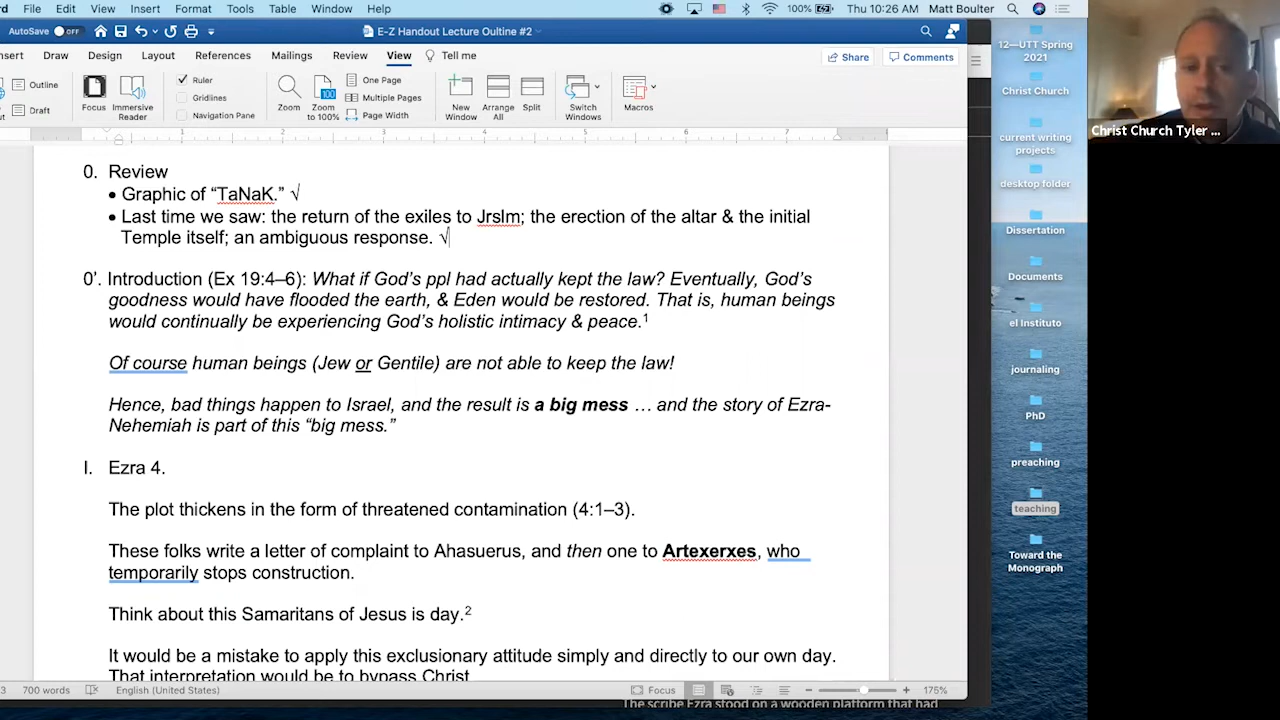 File Edit View Insert Format Tools Table Window Help 100% Thu 10:26 AM Matt Boulter
AutoSave OFF E-Z Handout Lecture Oultine #2
Draw Design Layout References Mailings Review View Tell me Share Comments
Outline Draft Focus Immersive Reader Ruler Gridlines Navigation Pane Zoom Zoom to 100% One Page Multiple Pages Page Width New Window Arrange All Split Switch Windows Macros
1 2 3 4 5 6 7
0. Review
• Graphic of “TaNaK.” √
• Last time we saw: the return of the exiles to Jrslm; the erection of the altar & the initial
Temple itself; an ambiguous response. √
0’. Introduction (Ex 19:4–6): What if God’s ppl had actually kept the law? Eventually, God’s
goodness would have flooded the earth, & Eden would be restored. That is, human beings
would continually be experiencing God’s holistic intimacy & peace.1
Of course human beings (Jew or Gentile) are not able to keep the law!
Hence, bad things happen to Israel, and the result is a big mess … and the story of Ezra-
Nehemiah is part of this “big mess.”
I. Ezra 4.
The plot thickens in the form of threatened contamination (4:1–3).
These folks write a letter of complaint to Ahasuerus, and then one to Artexerxes, who
temporarily stops construction.
Think about this Samaritans of Jesus is day.2
It would be a mistake to apply this exclusionary attitude simply and directly to our own day.
That interpretation would be to bypass Christ
3 700 words English (United States) Focus 175%
The scribe Ezra stood on a wooden platform that had
12—UTT Spring
2021
Christ Church
current writing
projects
desktop folder
Dissertation
Documents
el Instituto
journaling
PhD
preaching
teaching
Toward the
Monograph
Christ Church Tyler ...